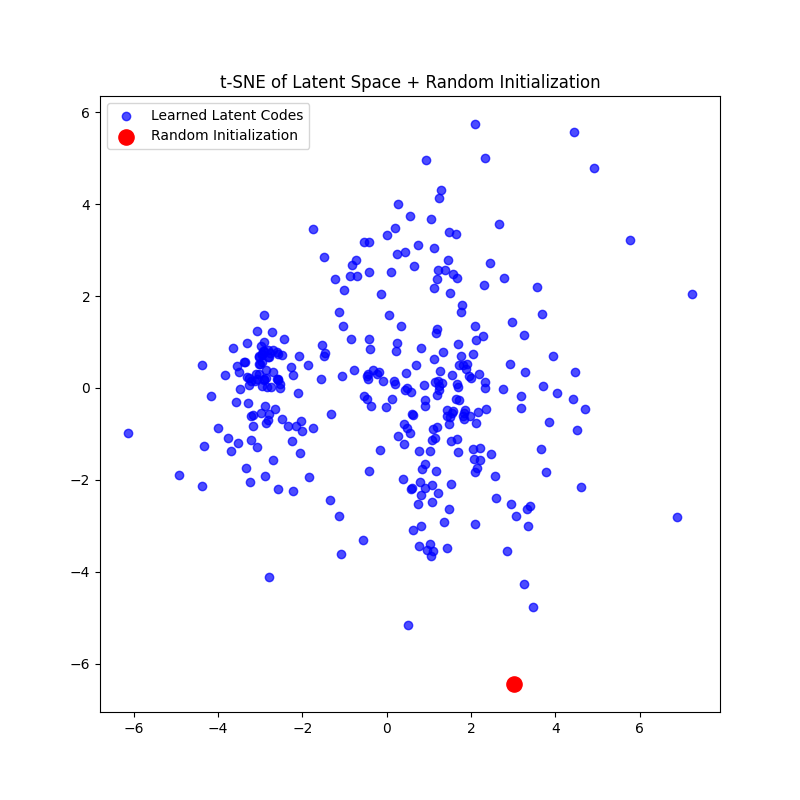 t-SNE of Latent Space + Random Initialization
Learned Latent Codes
Random Initialization
6
4
2
0
−2
−4
−6
−6 −4 −2 0 2 4 6